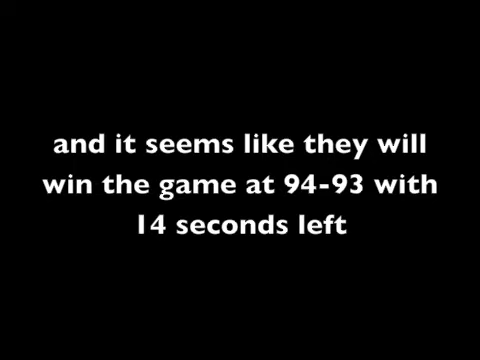 and it seems like they will
win the game at 94-93 with
14 seconds left